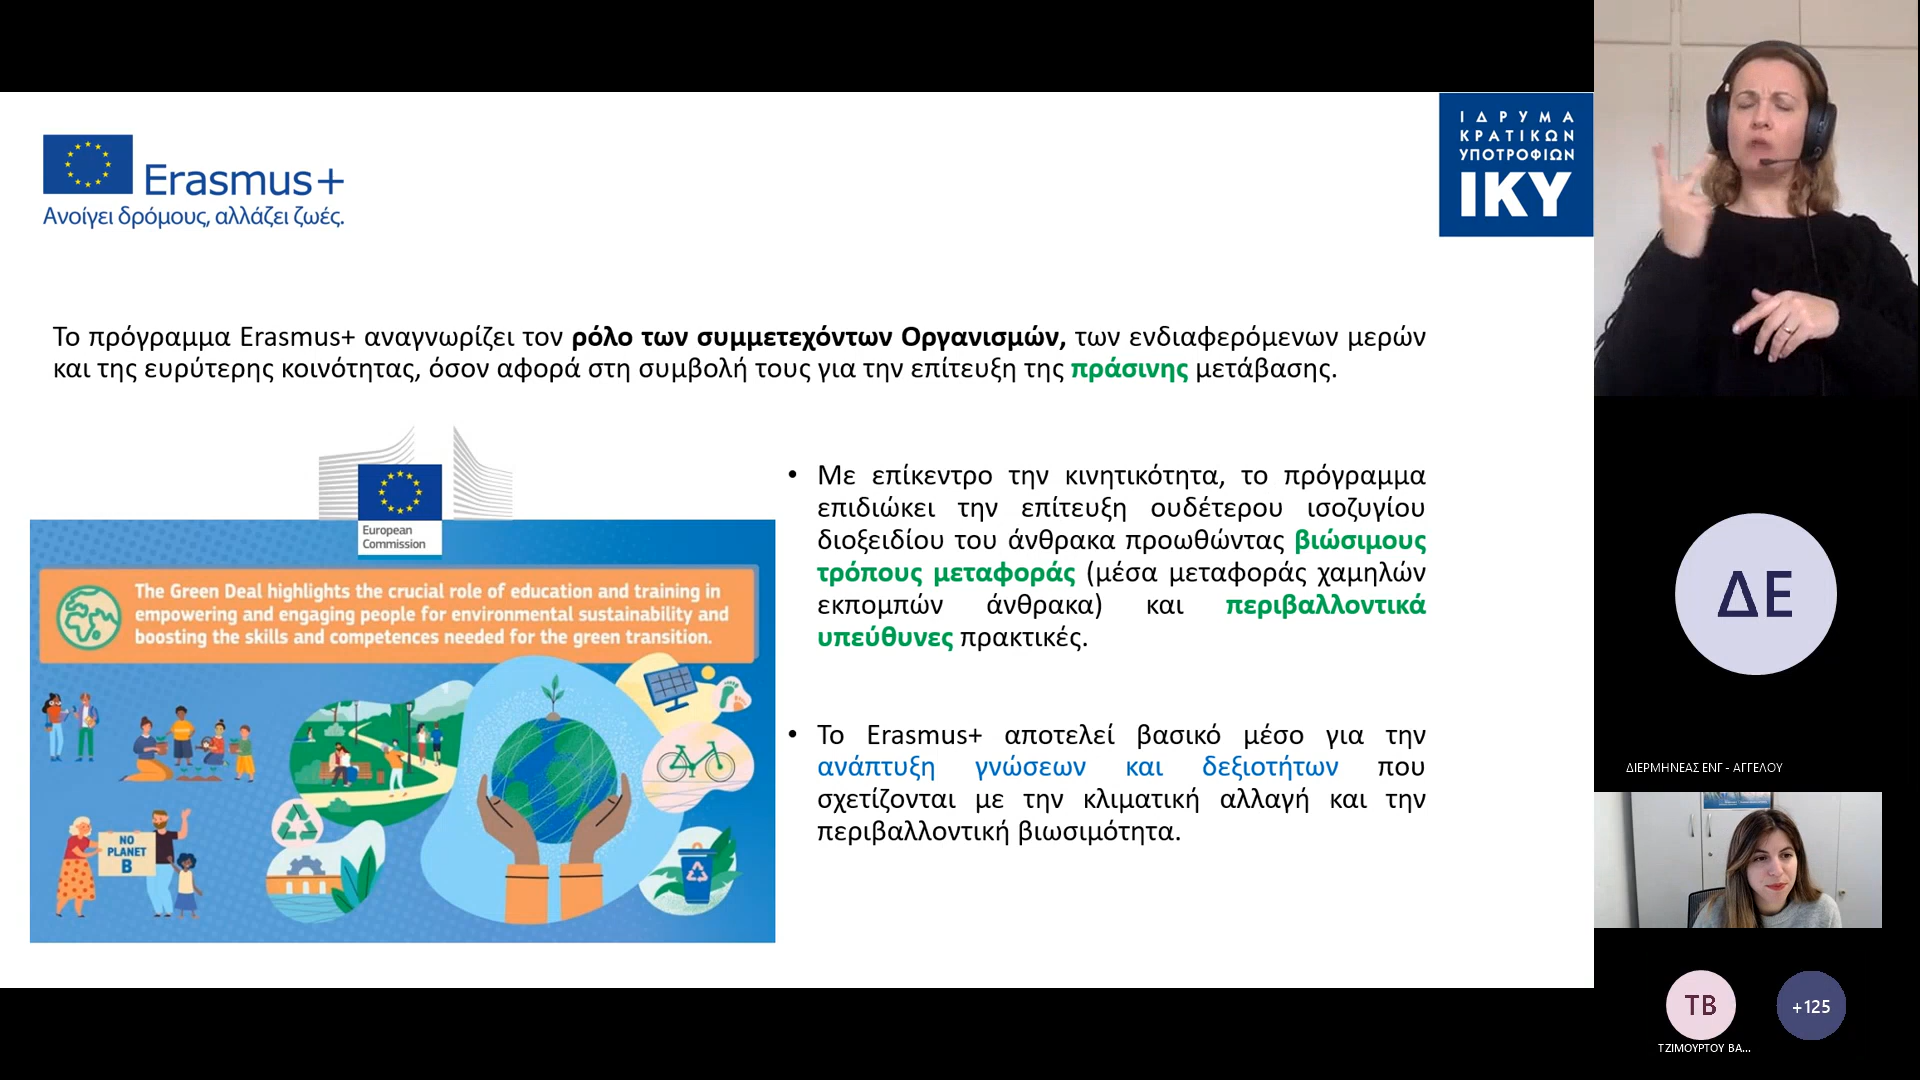 Erasmus+
Ανοίγει δρόμους, αλλάζει ζωές.
ΙΔΡΥΜΑ
ΚΡΑΤΙΚΩΝ
ΥΠΟΤΡΟΦΙΩΝ
ΙΚΥ
Το πρόγραμμα Erasmus+ αναγνωρίζει τον ρόλο των συμμετεχόντων Οργανισμών, των ενδιαφερόμενων μερών
και της ευρύτερης κοινότητας, όσον αφορά στη συμβολή τους για την επίτευξη της πράσινης μετάβασης.
European
Commission
The Green Deal highlights the crucial role of education and training in
empowering and engaging people for environmental sustainability and
boosting the skills and competences needed for the green transition.
NO
PLANET
B
• Με επίκεντρο την κινητικότητα, το πρόγραμμα
επιδιώκει την επίτευξη ουδέτερου ισοζυγίου
διοξειδίου του άνθρακα προωθώντας βιώσιμους
τρόπους μεταφοράς (μέσα μεταφοράς χαμηλών
εκπομπών άνθρακα) και περιβαλλοντικά
υπεύθυνες πρακτικές.
• Το Erasmus+ αποτελεί βασικό μέσο για την
ανάπτυξη γνώσεων και δεξιοτήτων που
σχετίζονται με την κλιματική αλλαγή και την
περιβαλλοντική βιωσιμότητα.
ΔΕ
ΔΙΕΡΜΗΝΕΑΣ ΕΝΓ - ΑΓΓΕΛΟΥ
ΤΒ
ΤΖΙΜΟΥΡΤΟΥ ΒΑ...
+125